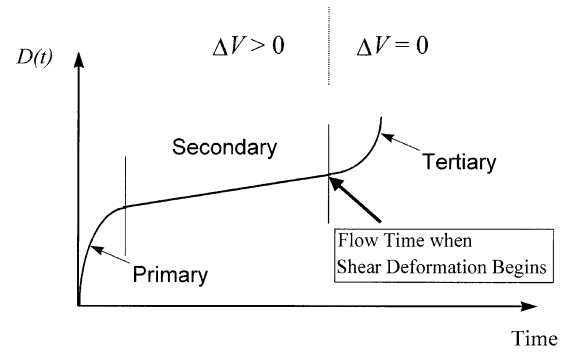 ΔV > 0
ΔV = 0
D(t)
Secondary
Tertiary
Primary
Flow Time when
Shear Deformation Begins
Time